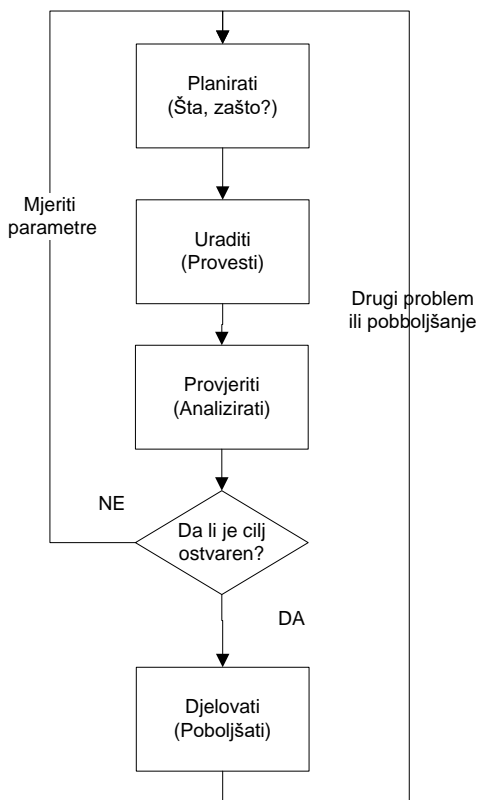 Planirati
(Šta, zašto?)
Mjeriti
parametre
Uraditi
(Provesti)
Drugi problem
ili pobboljšanje
Provjeriti
(Analizirati)
NE
Da li je cilj
ostvaren?
DA
Djelovati
(Poboljšati)